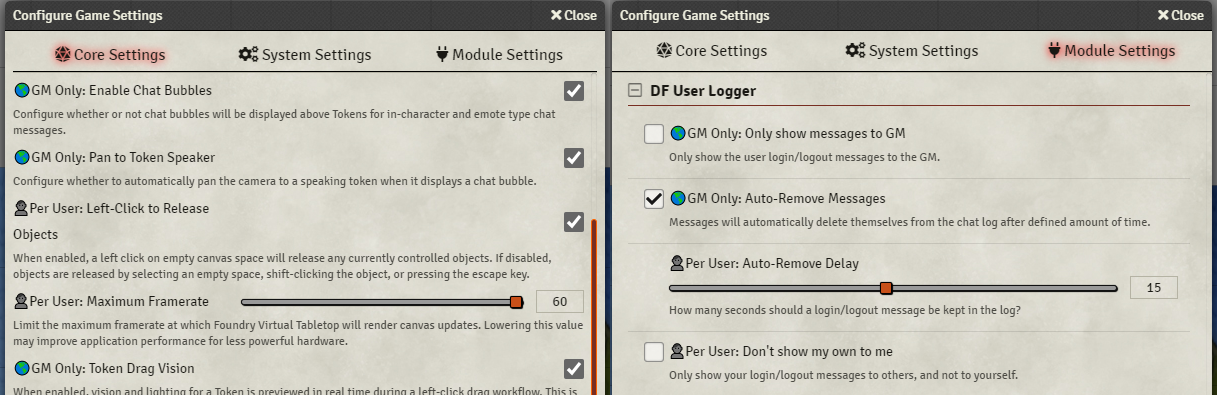 Configure Game Settings
Close
Core Settings
System Settings
Module Settings
GM Only: Enable Chat Bubbles
Configure whether or not chat bubbles will be displayed above Tokens for in-character and emote type chat
messages.
GM Only: Pan to Token Speaker
Configure whether to automatically pan the camera to a speaking token when it displays a chat bubble.
Per User: Left-Click to Release
Objects
When enabled, a left click on empty canvas space will release any currently controlled objects. If disabled,
objects are released by selecting an empty space, shift-clicking the object, or pressing the escape key.
Per User: Maximum Framerate
60
Limit the maximum framerate at which Foundry Virtual Tabletop will render canvas updates. Lowering this value
may improve application performance for less powerful hardware.
GM Only: Token Drag Vision
When enabled, vision and lighting for a Token is previewed in real time during a left-click drag workflow. This is
Configure Game Settings
Close
Core Settings
System Settings
Module Settings
DF User Logger
GM Only: Only show messages to GM
Only show the user login/logout messages to the GM.
GM Only: Auto-Remove Messages
Messages will automatically delete themselves from the chat log after defined amount of time.
Per User: Auto-Remove Delay
15
How many seconds should a login/logout message be kept in the log?
Per User: Don't show my own to me
Only show your login/logout messages to others, and not to yourself.